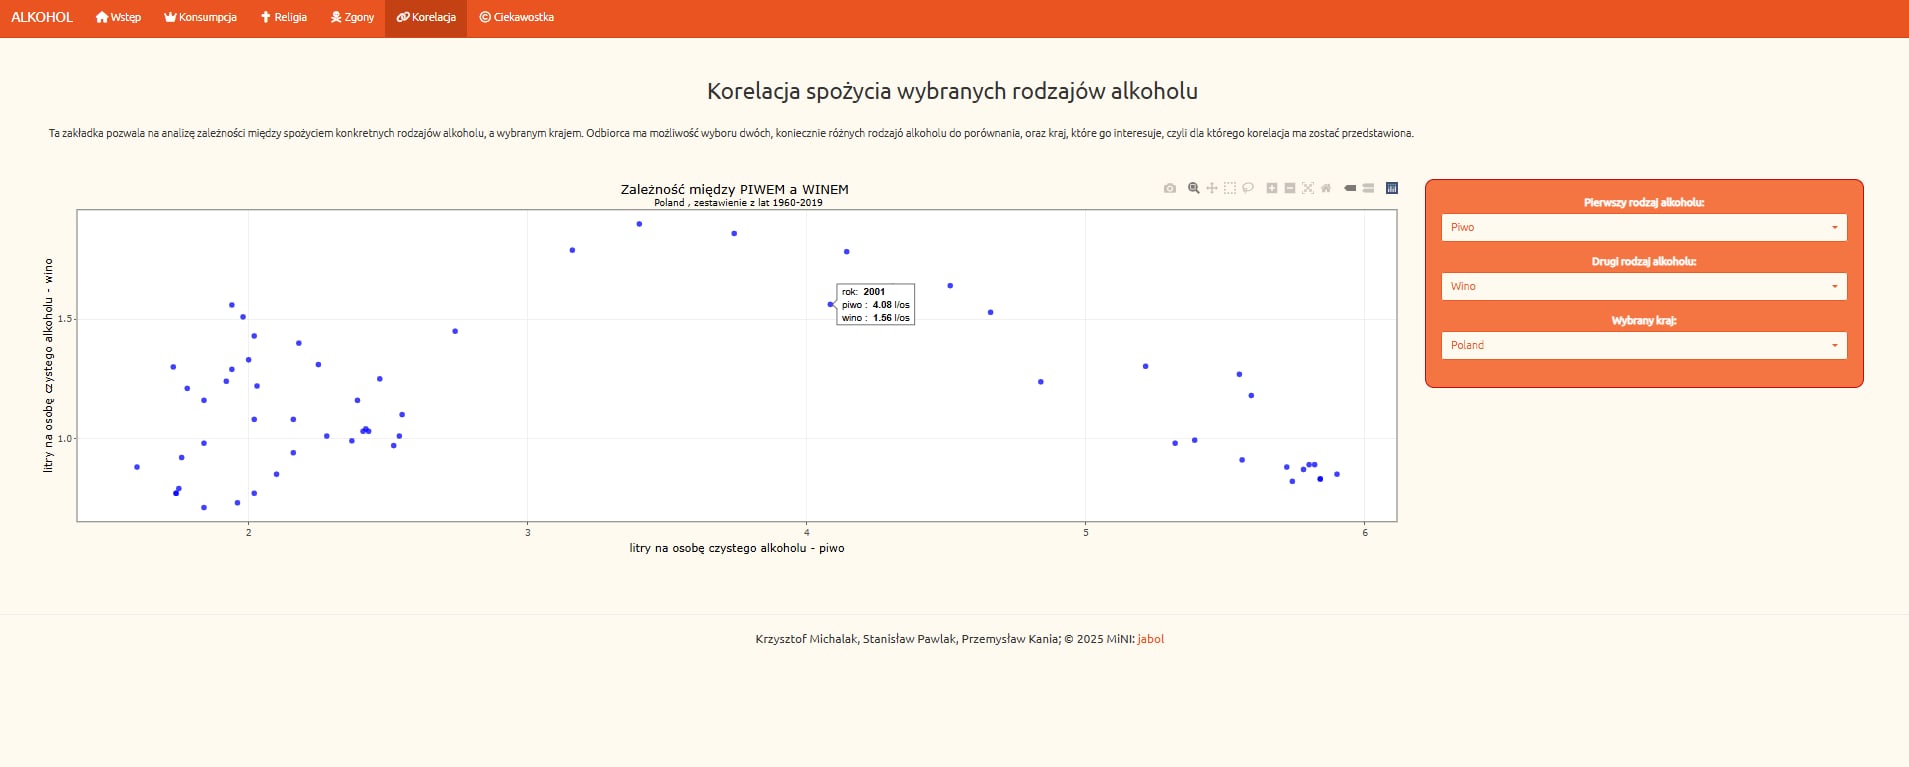 ALKOHOL Wstęp Konsumpcja Religia Zgony Korelacja Ciekawostka
Korelacja spożycia wybranych rodzajów alkoholu
Ta zakładka pozwala na analizę zależności między spożyciem konkretnych rodzajów alkoholu, a wybranym krajem. Odbiorca ma możliwość wyboru dwóch, koniecznie różnych rodzajó alkoholu do porównania, oraz kraj, które go interesuje, czyli dla którego korelacja ma zostać przedstawiona.
Zależność między PIWEM a WINEM
Poland , zestawienie z lat 1960-2019
litry na osobę czystego alkoholu - wino
1.5
1.0
rok: 2001
piwo : 4.08 l/os
wino : 1.56 l/os
2 3 4 5 6
litry na osobę czystego alkoholu - piwo
Pierwszy rodzaj alkoholu:
Piwo
Drugi rodzaj alkoholu:
Wino
Wybrany kraj:
Poland
Krzysztof Michalak, Stanisław Pawlak, Przemysław Kania; © 2025 MiNI: jabol